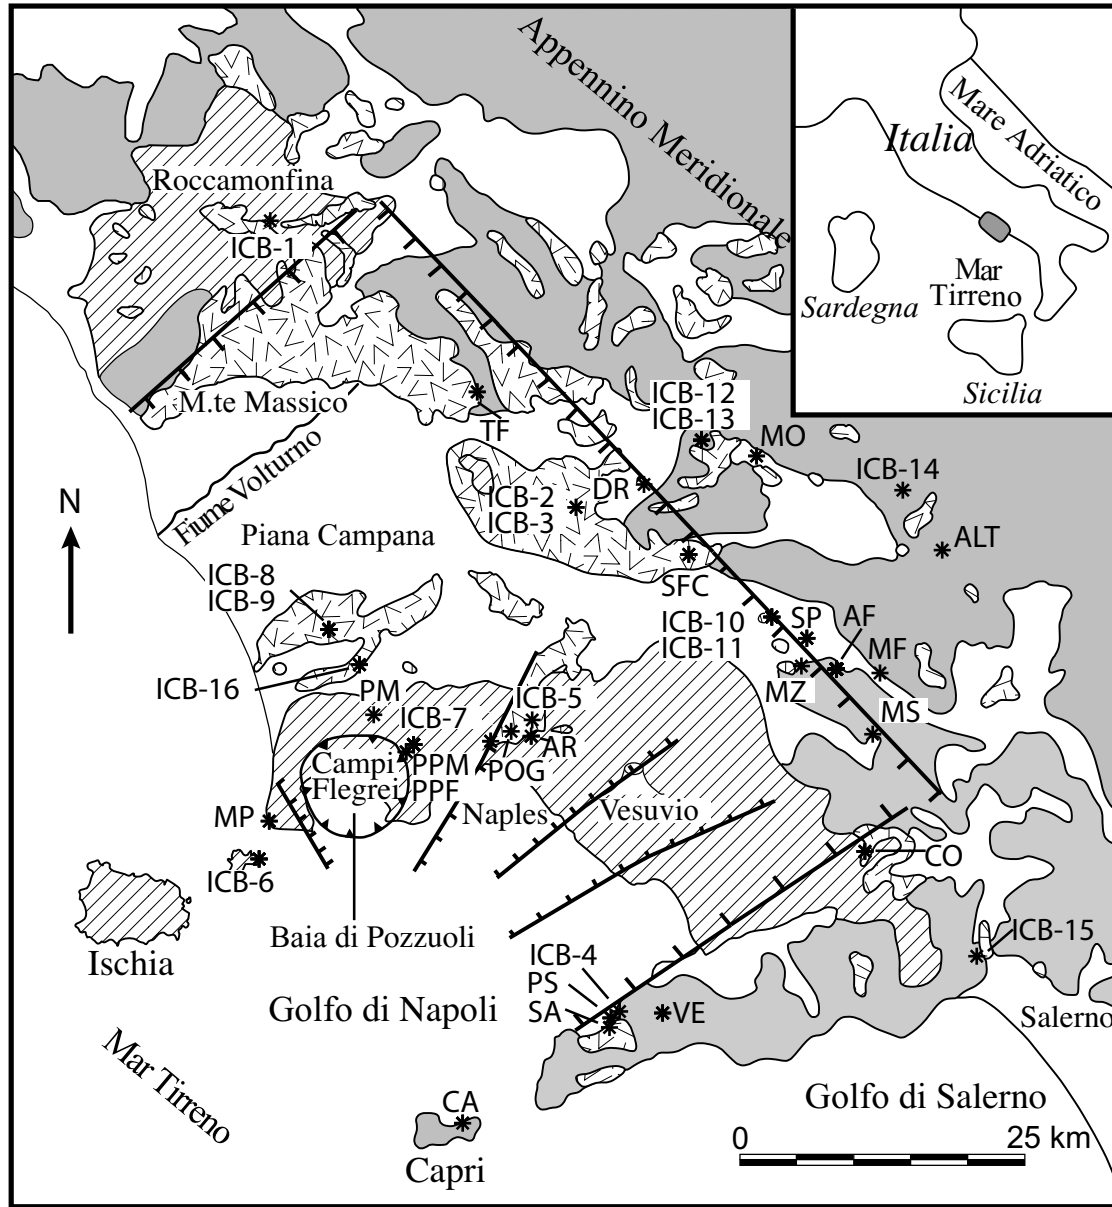 Appennino Meridionale
Italia
Mare Adriatico
Mar
Tirreno
Sardegna
Sicilia
Roccamonfina
ICB-1
M.te Massico
TF
ICB-12
ICB-13
MO
ICB-14
ALT
Fiume Volturno
N
Piana Campana
ICB-2
ICB-3
DR
SFC
ICB-8
ICB-9
ICB-10
ICB-11
SP
AF
MF
MZ
MS
ICB-16
PM
ICB-7
ICB-5
AR
POG
PPM
PPF
Campi
Flegrei
Naples
Vesuvio
MP
ICB-6
CO
Ischia
Baia di Pozzuoli
ICB-15
ICB-4
PS
SA
VE
Golfo di Napoli
Salerno
Mar Tirreno
CA
Capri
Golfo di Salerno
0
25 km